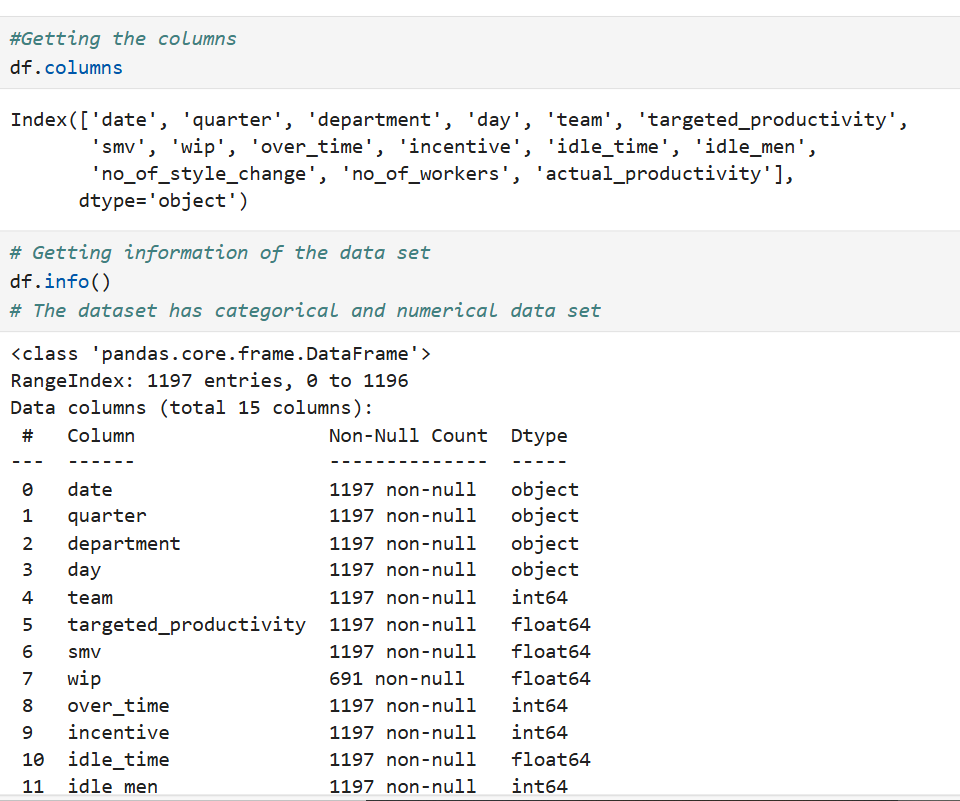 #Getting the columns
df.columns
Index(['date', 'quarter', 'department', 'day', 'team', 'targeted_productivity',
       'smv', 'wip', 'over_time', 'incentive', 'idle_time', 'idle_men',
       'no_of_style_change', 'no_of_workers', 'actual_productivity'],
      dtype='object')
# Getting information of the data set
df.info()
# The dataset has categorical and numerical data set
<class 'pandas.core.frame.DataFrame'>
RangeIndex: 1197 entries, 0 to 1196
Data columns (total 15 columns):
 #   Column                 Non-Null Count  Dtype
---  ------                 --------------  -----
 0   date                   1197 non-null   object
 1   quarter                1197 non-null   object
 2   department             1197 non-null   object
 3   day                    1197 non-null   object
 4   team                   1197 non-null   int64
 5   targeted_productivity  1197 non-null   float64
 6   smv                    1197 non-null   float64
 7   wip                    691 non-null    float64
 8   over_time              1197 non-null   int64
 9   incentive              1197 non-null   int64
 10  idle_time              1197 non-null   float64
 11  idle_men               1197 non-null   int64